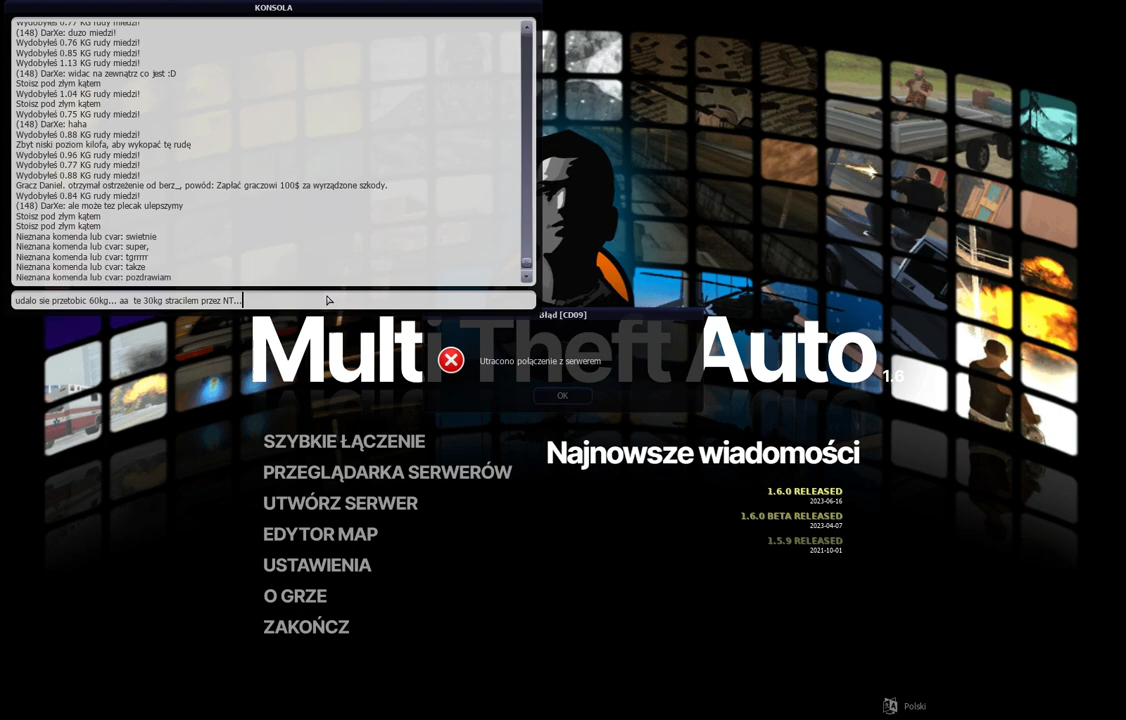 KONSOLA
Wydobyłeś 0.77 KG rudy miedzi!
(148) DarXe: duzo miedzi!
Wydobyłeś 0.76 KG rudy miedzi!
Wydobyłeś 0.85 KG rudy miedzi!
Wydobyłeś 1.13 KG rudy miedzi!
(148) DarXe: widac na zewnątrz co jest :D
Stoisz pod złym kątem
Wydobyłeś 1.04 KG rudy miedzi!
Stoisz pod złym kątem
Wydobyłeś 0.75 KG rudy miedzi!
(148) DarXe: haha
Wydobyłeś 0.88 KG rudy miedzi!
Zbyt niski poziom kilofa, aby wykopać tę rudę
Wydobyłeś 0.96 KG rudy miedzi!
Wydobyłeś 0.77 KG rudy miedzi!
Wydobyłeś 0.88 KG rudy miedzi!
Gracz Daniel. otrzymał ostrzeżenie od berz_, powód: Zapłać graczowi 100$ za wyrządzone szkody.
Wydobyłeś 0.84 KG rudy miedzi!
(148) DarXe: ale może tez plecak ulepszymy
Stoisz pod złym kątem
Stoisz pod złym kątem
Nieznana komenda lub cvar: swietnie
Nieznana komenda lub cvar: super,
Nieznana komenda lub cvar: tgrrrrr
Nieznana komenda lub cvar: takze
Nieznana komenda lub cvar: pozdrawiam
udalo sie przetobic 60kg... aa  te 30kg stracilem przez NT...
Błąd [CD09]
Utracono połączenie z serwerem
OK
Multi Theft Auto 1.6
SZYBKIE ŁĄCZENIE
PRZEGLĄDARKA SERWERÓW
UTWÓRZ SERWER
EDYTOR MAP
USTAWIENIA
O GRZE
ZAKOŃCZ
Najnowsze wiadomości
1.6.0 RELEASED
2023-06-16
1.6.0 BETA RELEASED
2023-04-07
1.5.9 RELEASED
2021-10-01
Polski